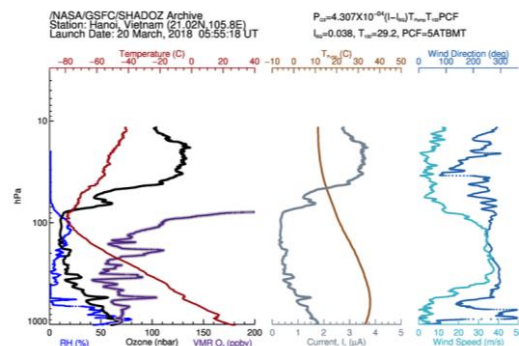 /NASA/GSFC/SHADOZ Archive
Station: Hanoi, Vietnam (21.02N,105.8E)
Launch Date: 20 March, 2018 05:55:18 UT
P_O3=4.307X10^-04(I-I_BG)T_Pump T_100PCF
I_BG=0.038, T_100=29.2, PCF=5ATBMT
Temperature (C)
-80 -60 -40 -20 0 20 40
T_Pump (C)
-10 0 10 20 30 40 50
Wind Direction (deg)
0 100 200 300
10
100
1000
hPa
0 50 100 150 200
RH (%) Ozone (nbar) VMR O3 (ppbv)
0 1 2 3 4 5
Current, I, (µA)
0 10 20 30 40 50
Wind Speed (m/s)